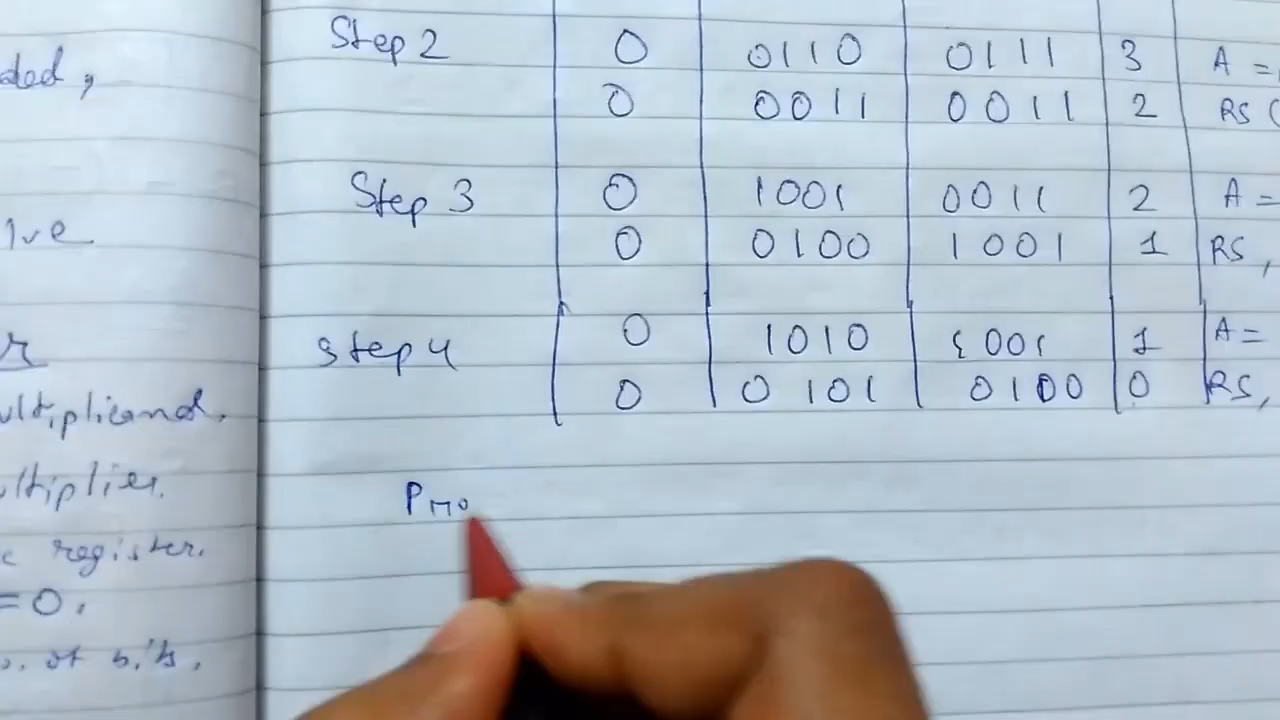 Step 2 0 0110 0111 3 A =
0 0011 0011 2 RS (
Step 3 0 1001 0011 2 A =
0 0100 1001 1 RS,
Step 4 0 1010 1001 1 A =
0 0101 0100 0 RS,
Pro
ded,
ive
r
ultiplicand.
ultiplier.
c register.
= 0.
o. of bits.